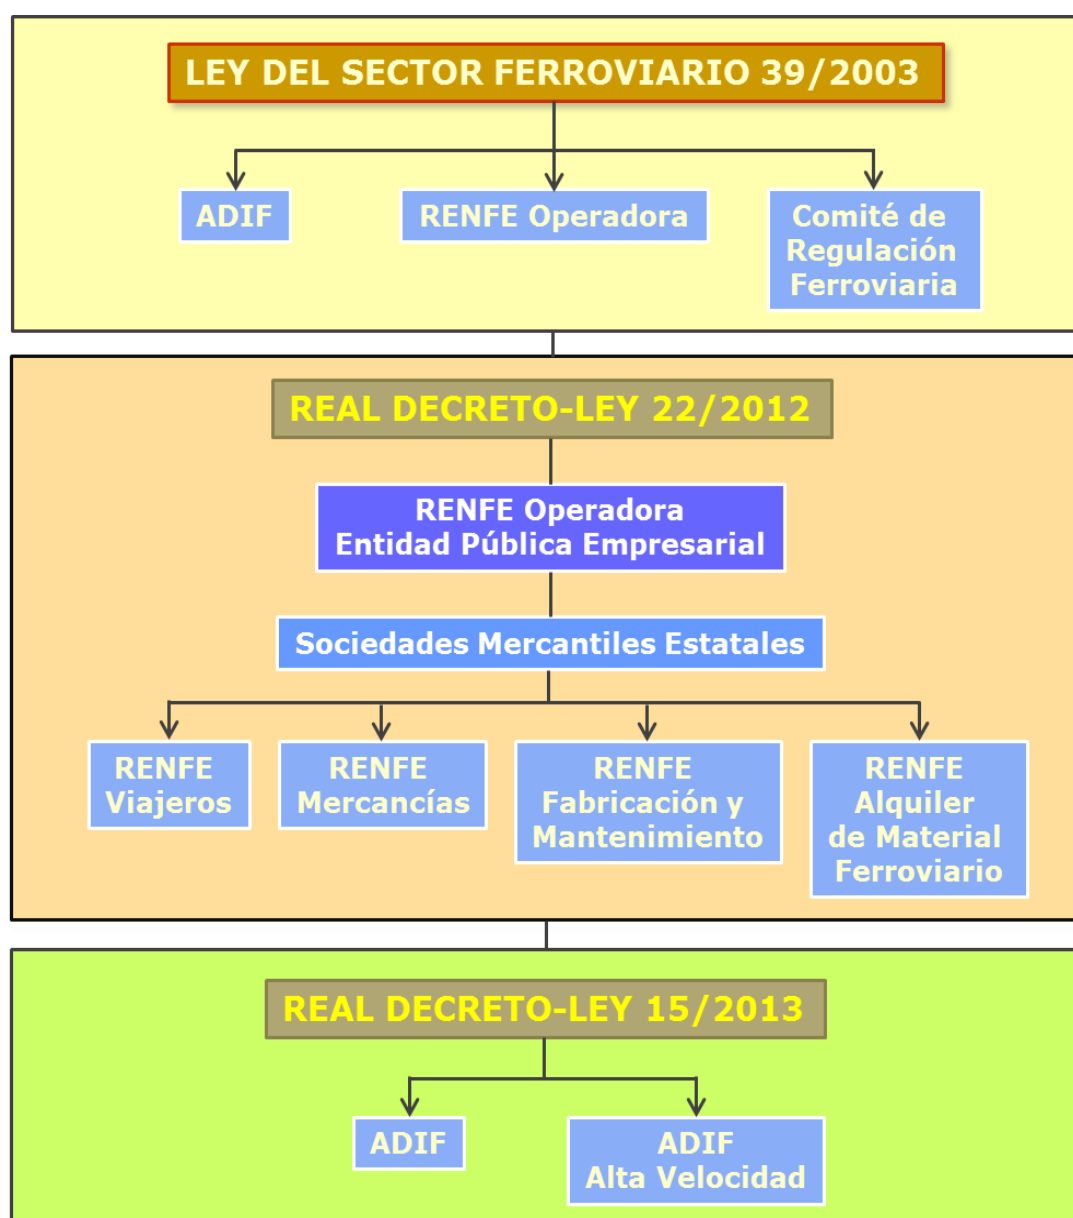 LEY DEL SECTOR FERROVIARIO 39/2003
ADIF
RENFE Operadora
Comité de
Regulación
Ferroviaria
REAL DECRETO-LEY 22/2012
RENFE Operadora
Entidad Pública Empresarial
Sociedades Mercantiles Estatales
RENFE
Viajeros
RENFE
Mercancías
RENFE
Fabricación y
Mantenimiento
RENFE
Alquiler
de Material
Ferroviario
REAL DECRETO-LEY 15/2013
ADIF
ADIF
Alta Velocidad